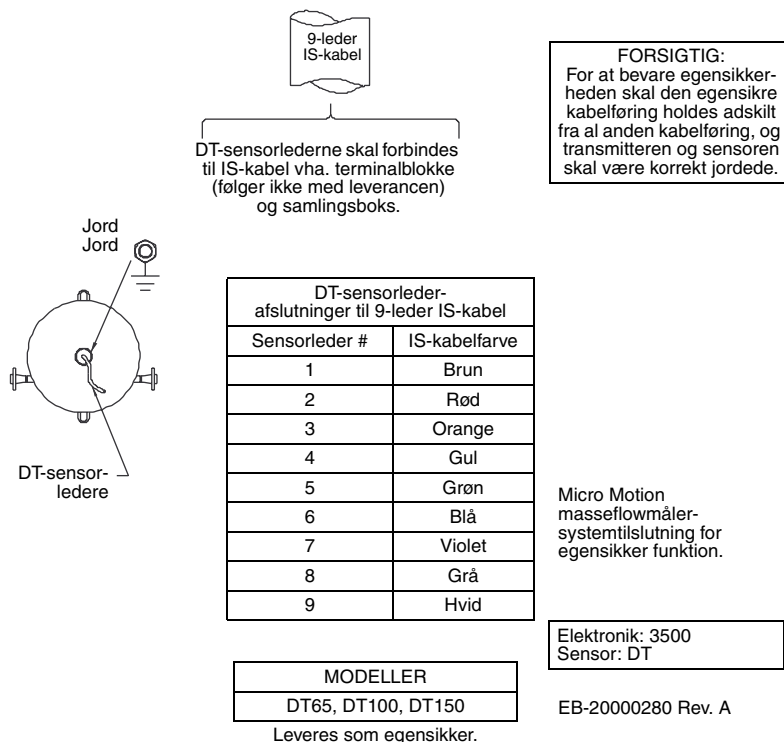 9-leder
IS-kabel
DT-sensorlederne skal forbindes
til IS-kabel vha. terminalblokke
(følger ikke med leverancen)
og samlingsboks.
FORSIGTIG:
For at bevare egensikker-
heden skal den egensikre
kabelføring holdes adskilt
fra al anden kabelføring, og
transmitteren og sensoren
skal være korrekt jordede.
Jord
Jord
DT-sensor-
ledere
DT-sensorleder-
afslutninger til 9-leder IS-kabel
Sensorleder # IS-kabelfarve
1 Brun
2 Rød
3 Orange
4 Gul
5 Grøn
6 Blå
7 Violet
8 Grå
9 Hvid
Micro Motion
masseflowmåler-
systemtilslutning for
egensikker funktion.
Elektronik: 3500
Sensor: DT
MODELLER
DT65, DT100, DT150
Leveres som egensikker.
EB-20000280 Rev. A